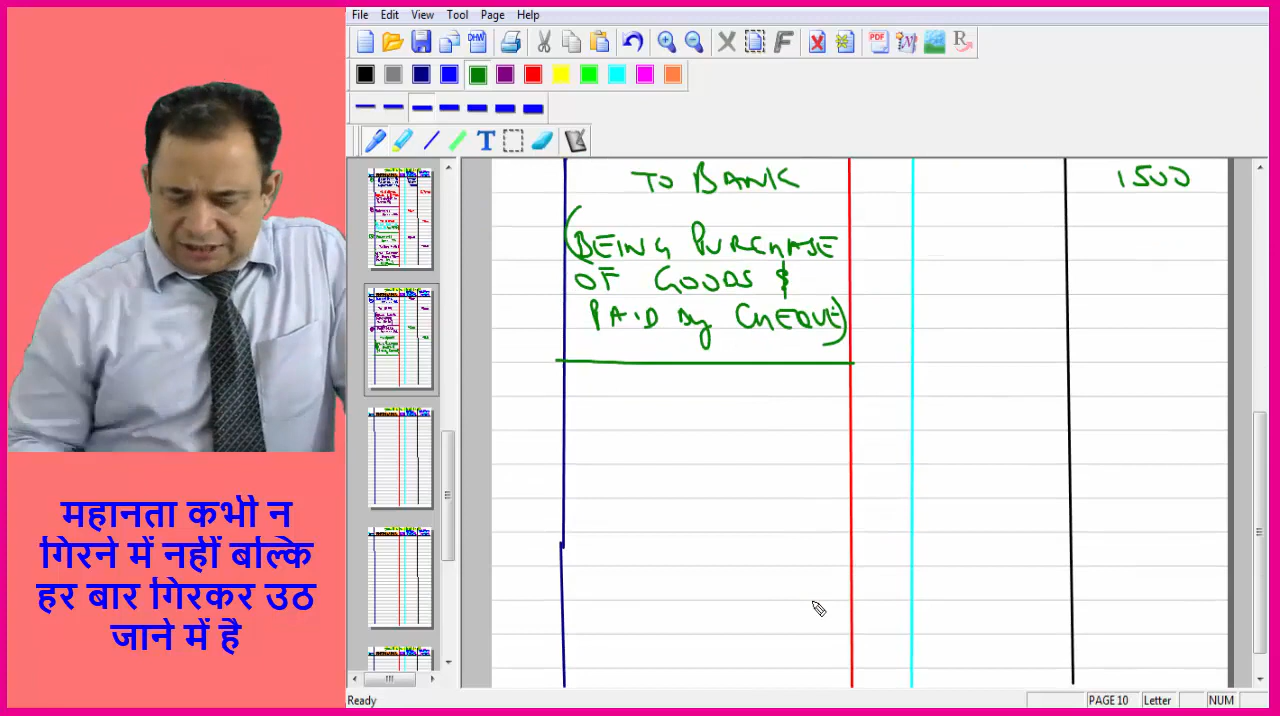 File Edit View Tool Page Help
TO BANK 1500
(BEING PURCHASE
OF GOODS &
PAID By CHEQUE)
महानता कभी न
गिरने में नहीं बल्कि
हर बार गिरकर उठ
जाने में है
Ready PAGE 10 Letter NUM